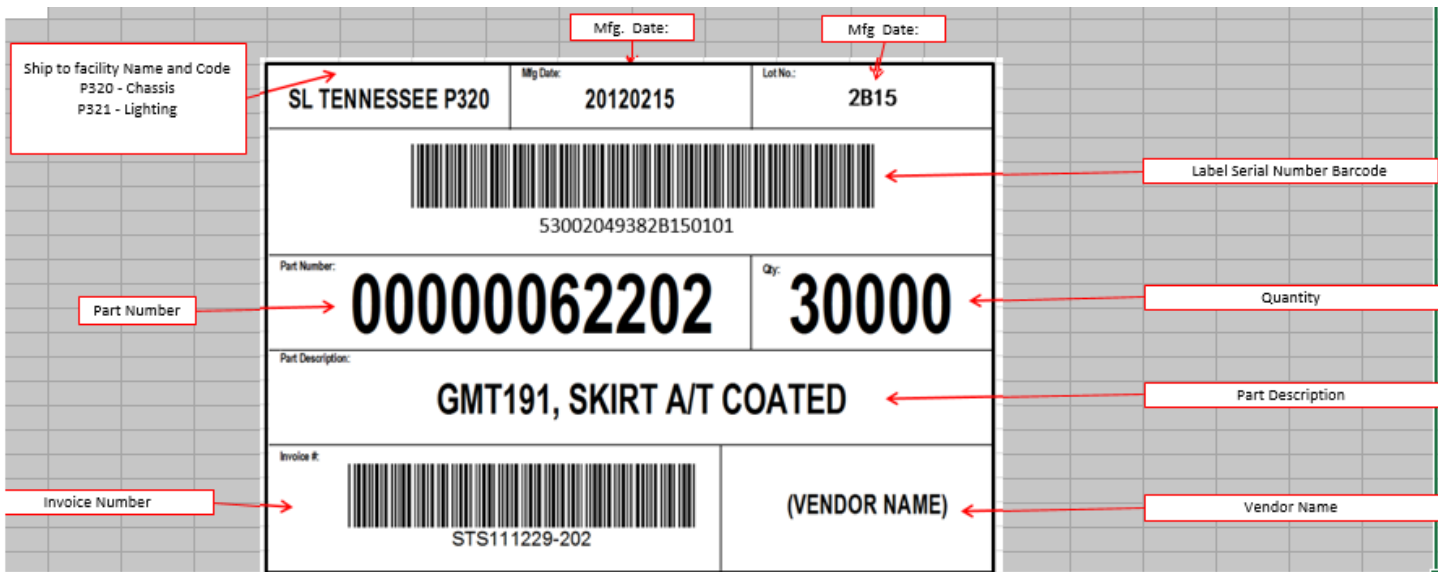 Mfg. Date:
Mfg Date:
Ship to facility Name and Code
P320 - Chassis
P321 - Lighting
SL TENNESSEE P320
Mfg Date:
20120215
Lot No.:
2B15
Label Serial Number Barcode
53002049382B150101
Part Number
Part Number:
00000062202
Qty:
30000
Quantity
Part Description:
GMT191, SKIRT A/T COATED
Part Description
Invoice Number
Invoice #:
STS111229-202
(VENDOR NAME)
Vendor Name